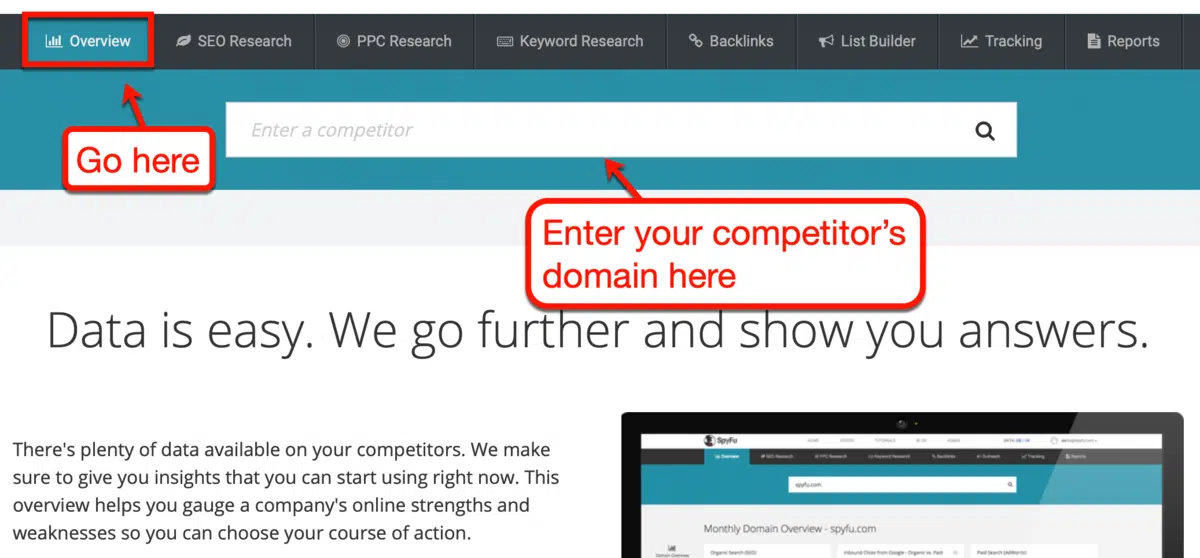 Overview SEO Research PPC Research Keyword Research Backlinks List Builder Tracking Reports
Enter a competitor
Go here
Enter your competitor's
domain here
Data is easy. We go further and show you answers.
There's plenty of data available on your competitors. We make
sure to give you insights that you can start using right now. This
overview helps you gauge a company's online strengths and
weaknesses so you can choose your course of action.
SpyFu
Overview SEO Research PPC Research Keyword Research Backlinks Outreach Tracking Reports
spyfu.com
Monthly Domain Overview - spyfu.com
Domain Overview
Organic Search (SEO) Inbound Clicks from Google - Organic vs. Paid Paid Search (AdWords)